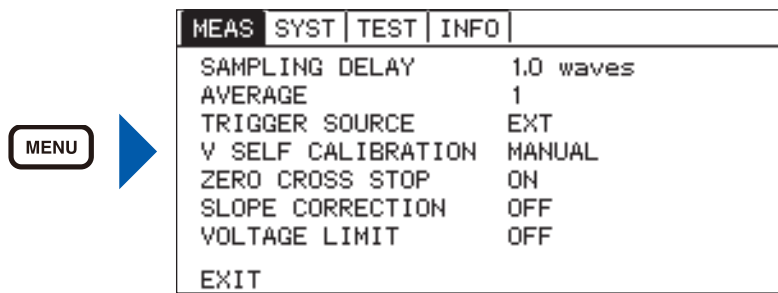 MEAS SYST TEST INFO
SAMPLING DELAY 1.0 waves
AVERAGE 1
TRIGGER SOURCE EXT
MENU
V SELF CALIBRATION MANUAL
ZERO CROSS STOP ON
SLOPE CORRECTION OFF
VOLTAGE LIMIT OFF
EXIT